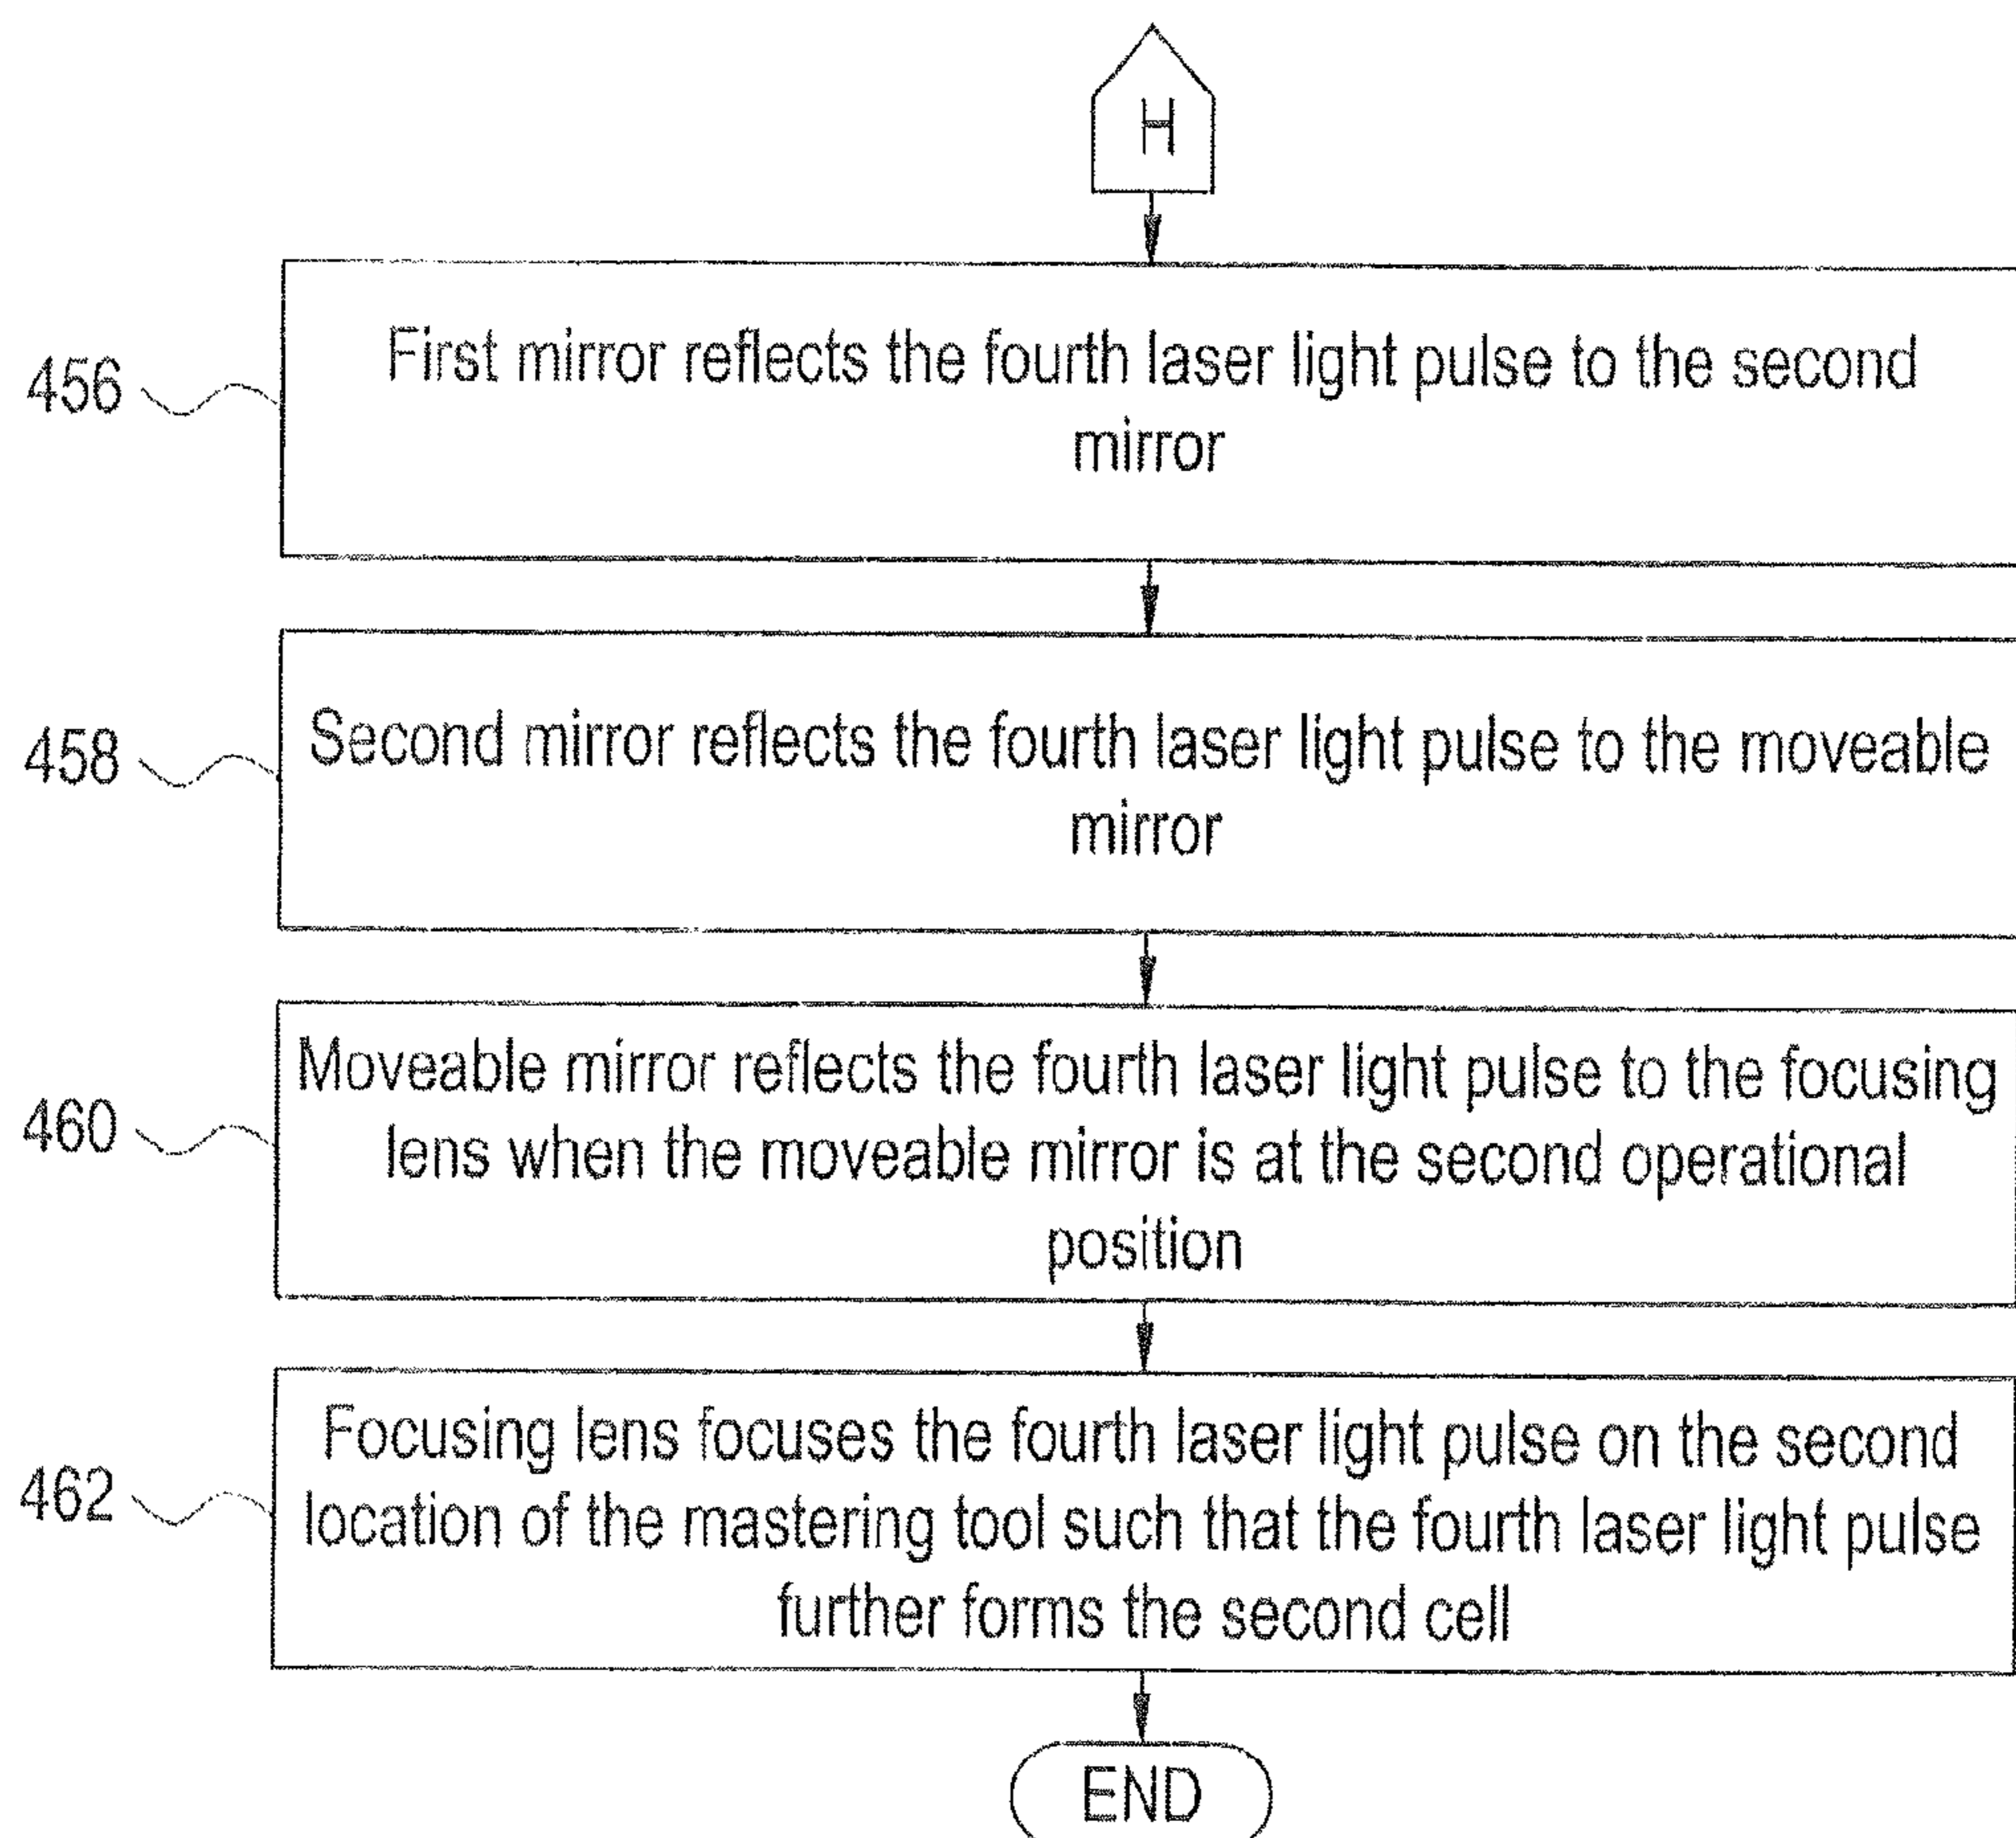 H
456
First mirror reflects the fourth laser light pulse to the second
mirror
458
Second mirror reflects the fourth laser light pulse to the moveable
mirror
460
Moveable mirror reflects the fourth laser light pulse to the focusing
lens when the moveable mirror is at the second operational
position
462
Focusing lens focuses the fourth laser light pulse on the second
location of the mastering tool such that the fourth laser light pulse
further forms the second cell
END